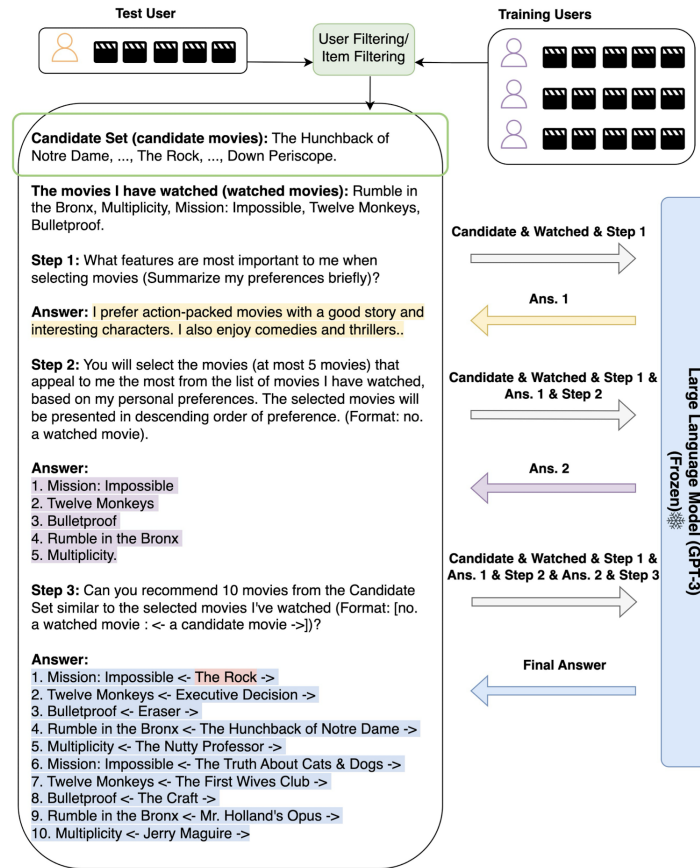 Test User
Training Users
User Filtering/
Item Filtering
Candidate Set (candidate movies): The Hunchback of
Notre Dame, ..., The Rock, ..., Down Periscope.
The movies I have watched (watched movies): Rumble in
the Bronx, Multiplicity, Mission: Impossible, Twelve Monkeys,
Bulletproof.
Step 1: What features are most important to me when
selecting movies (Summarize my preferences briefly)?
Answer: I prefer action-packed movies with a good story and
interesting characters. I also enjoy comedies and thrillers..
Step 2: You will select the movies (at most 5 movies) that
appeal to me the most from the list of movies I have watched,
based on my personal preferences. The selected movies will
be presented in descending order of preference. (Format: no.
a watched movie).
Answer:
1. Mission: Impossible
2. Twelve Monkeys
3. Bulletproof
4. Rumble in the Bronx
5. Multiplicity.
Step 3: Can you recommend 10 movies from the Candidate
Set similar to the selected movies I've watched (Format: [no.
a watched movie : <- a candidate movie ->])?
Answer:
1. Mission: Impossible <- The Rock ->
2. Twelve Monkeys <- Executive Decision ->
3. Bulletproof <- Eraser ->
4. Rumble in the Bronx <- The Hunchback of Notre Dame ->
5. Multiplicity <- The Nutty Professor ->
6. Mission: Impossible <- The Truth About Cats & Dogs ->
7. Twelve Monkeys <- The First Wives Club ->
8. Bulletproof <- The Craft ->
9. Rumble in the Bronx <- Mr. Holland's Opus ->
10. Multiplicity <- Jerry Maguire ->
Candidate & Watched & Step 1
Ans. 1
Candidate & Watched & Step 1 &
Ans. 1 & Step 2
Ans. 2
Candidate & Watched & Step 1 &
Ans. 1 & Step 2 & Ans. 2 & Step 3
Final Answer
Large Language Model (GPT-3)
(Frozen)